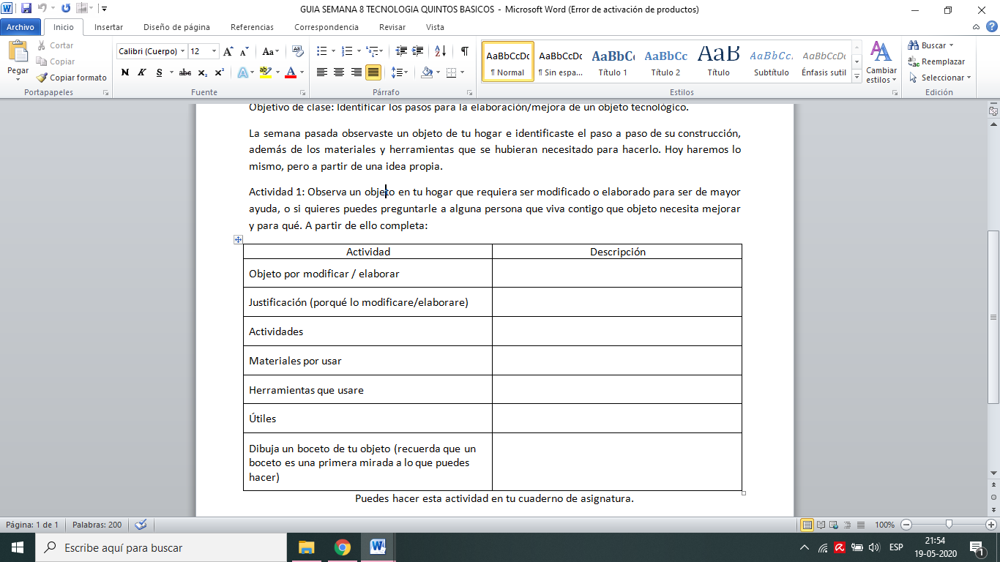 GUIA SEMANA 8 TECNOLOGIA QUINTOS BASICOS - Microsoft Word (Error de activación de productos)
Archivo Inicio Insertar Diseño de página Referencias Correspondencia Revisar Vista
Pegar
Cortar
Copiar
Copiar formato
Portapapeles
Calibri (Cuerpo) 12
N K S abc x₂ x²
Fuente
Párrafo
AaBbCcDc AaBbCcDc AaBbC AaBbCc AaB AaBbCc. AaBbCcDc
¶ Normal ¶ Sin espa... Título 1 Título 2 Título Subtítulo Énfasis sutil
Cambiar estilos
Estilos
Buscar
Reemplazar
Seleccionar
Edición
Objetivo de clase: Identificar los pasos para la elaboración/mejora de un objeto tecnológico.
La semana pasada observaste un objeto de tu hogar e identificaste el paso a paso de su construcción,
además de los materiales y herramientas que se hubieran necesitado para hacerlo. Hoy haremos lo
mismo, pero a partir de una idea propia.
Actividad 1: Observa un objeto en tu hogar que requiera ser modificado o elaborado para ser de mayor
ayuda, o si quieres puedes preguntarle a alguna persona que viva contigo que objeto necesita mejorar
y para qué. A partir de ello completa:
Actividad Descripción
Objeto por modificar / elaborar
Justificación (porqué lo modificare/elaborare)
Actividades
Materiales por usar
Herramientas que usare
Útiles
Dibuja un boceto de tu objeto (recuerda que un
boceto es una primera mirada a lo que puedes
hacer)
Puedes hacer esta actividad en tu cuaderno de asignatura.
Página: 1 de 1 Palabras: 200 100%
Escribe aquí para buscar
ESP
21:54
19-05-2020
1